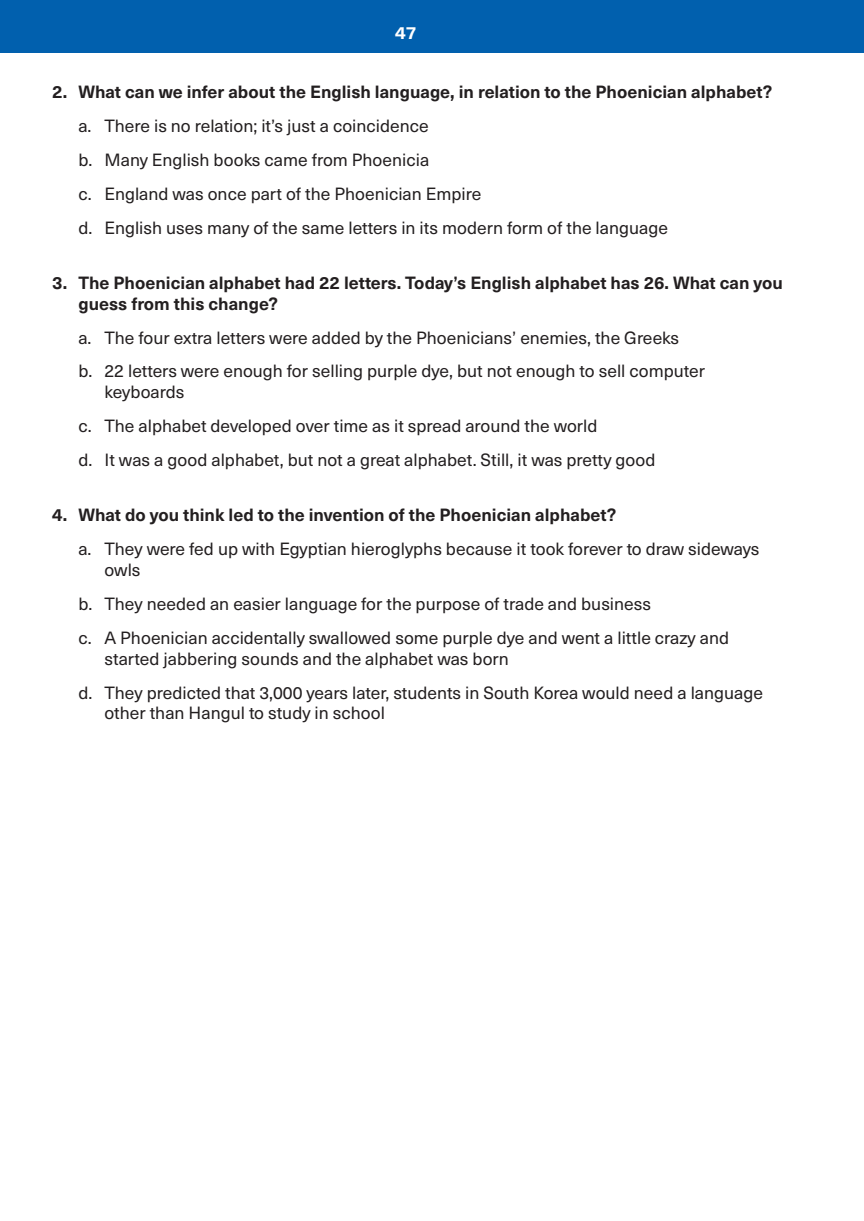 47
2. What can we infer about the English language, in relation to the Phoenician alphabet?
a. There is no relation; it's just a coincidence
b. Many English books came from Phoenicia
c. England was once part of the Phoenician Empire
d. English uses many of the same letters in its modern form of the language
3. The Phoenician alphabet had 22 letters. Today’s English alphabet has 26. What can you
guess from this change?
a. The four extra letters were added by the Phoenicians’ enemies, the Greeks
b. 22 letters were enough for selling purple dye, but not enough to sell computer
keyboards
c. The alphabet developed over time as it spread around the world
d. It was a good alphabet, but not a great alphabet. Still, it was pretty good
4. What do you think led to the invention of the Phoenician alphabet?
a. They were fed up with Egyptian hieroglyphs because it took forever to draw sideways
owls
b. They needed an easier language for the purpose of trade and business
c. A Phoenician accidentally swallowed some purple dye and went a little crazy and
started jabbering sounds and the alphabet was born
d. They predicted that 3,000 years later, students in South Korea would need a language
other than Hangul to study in school